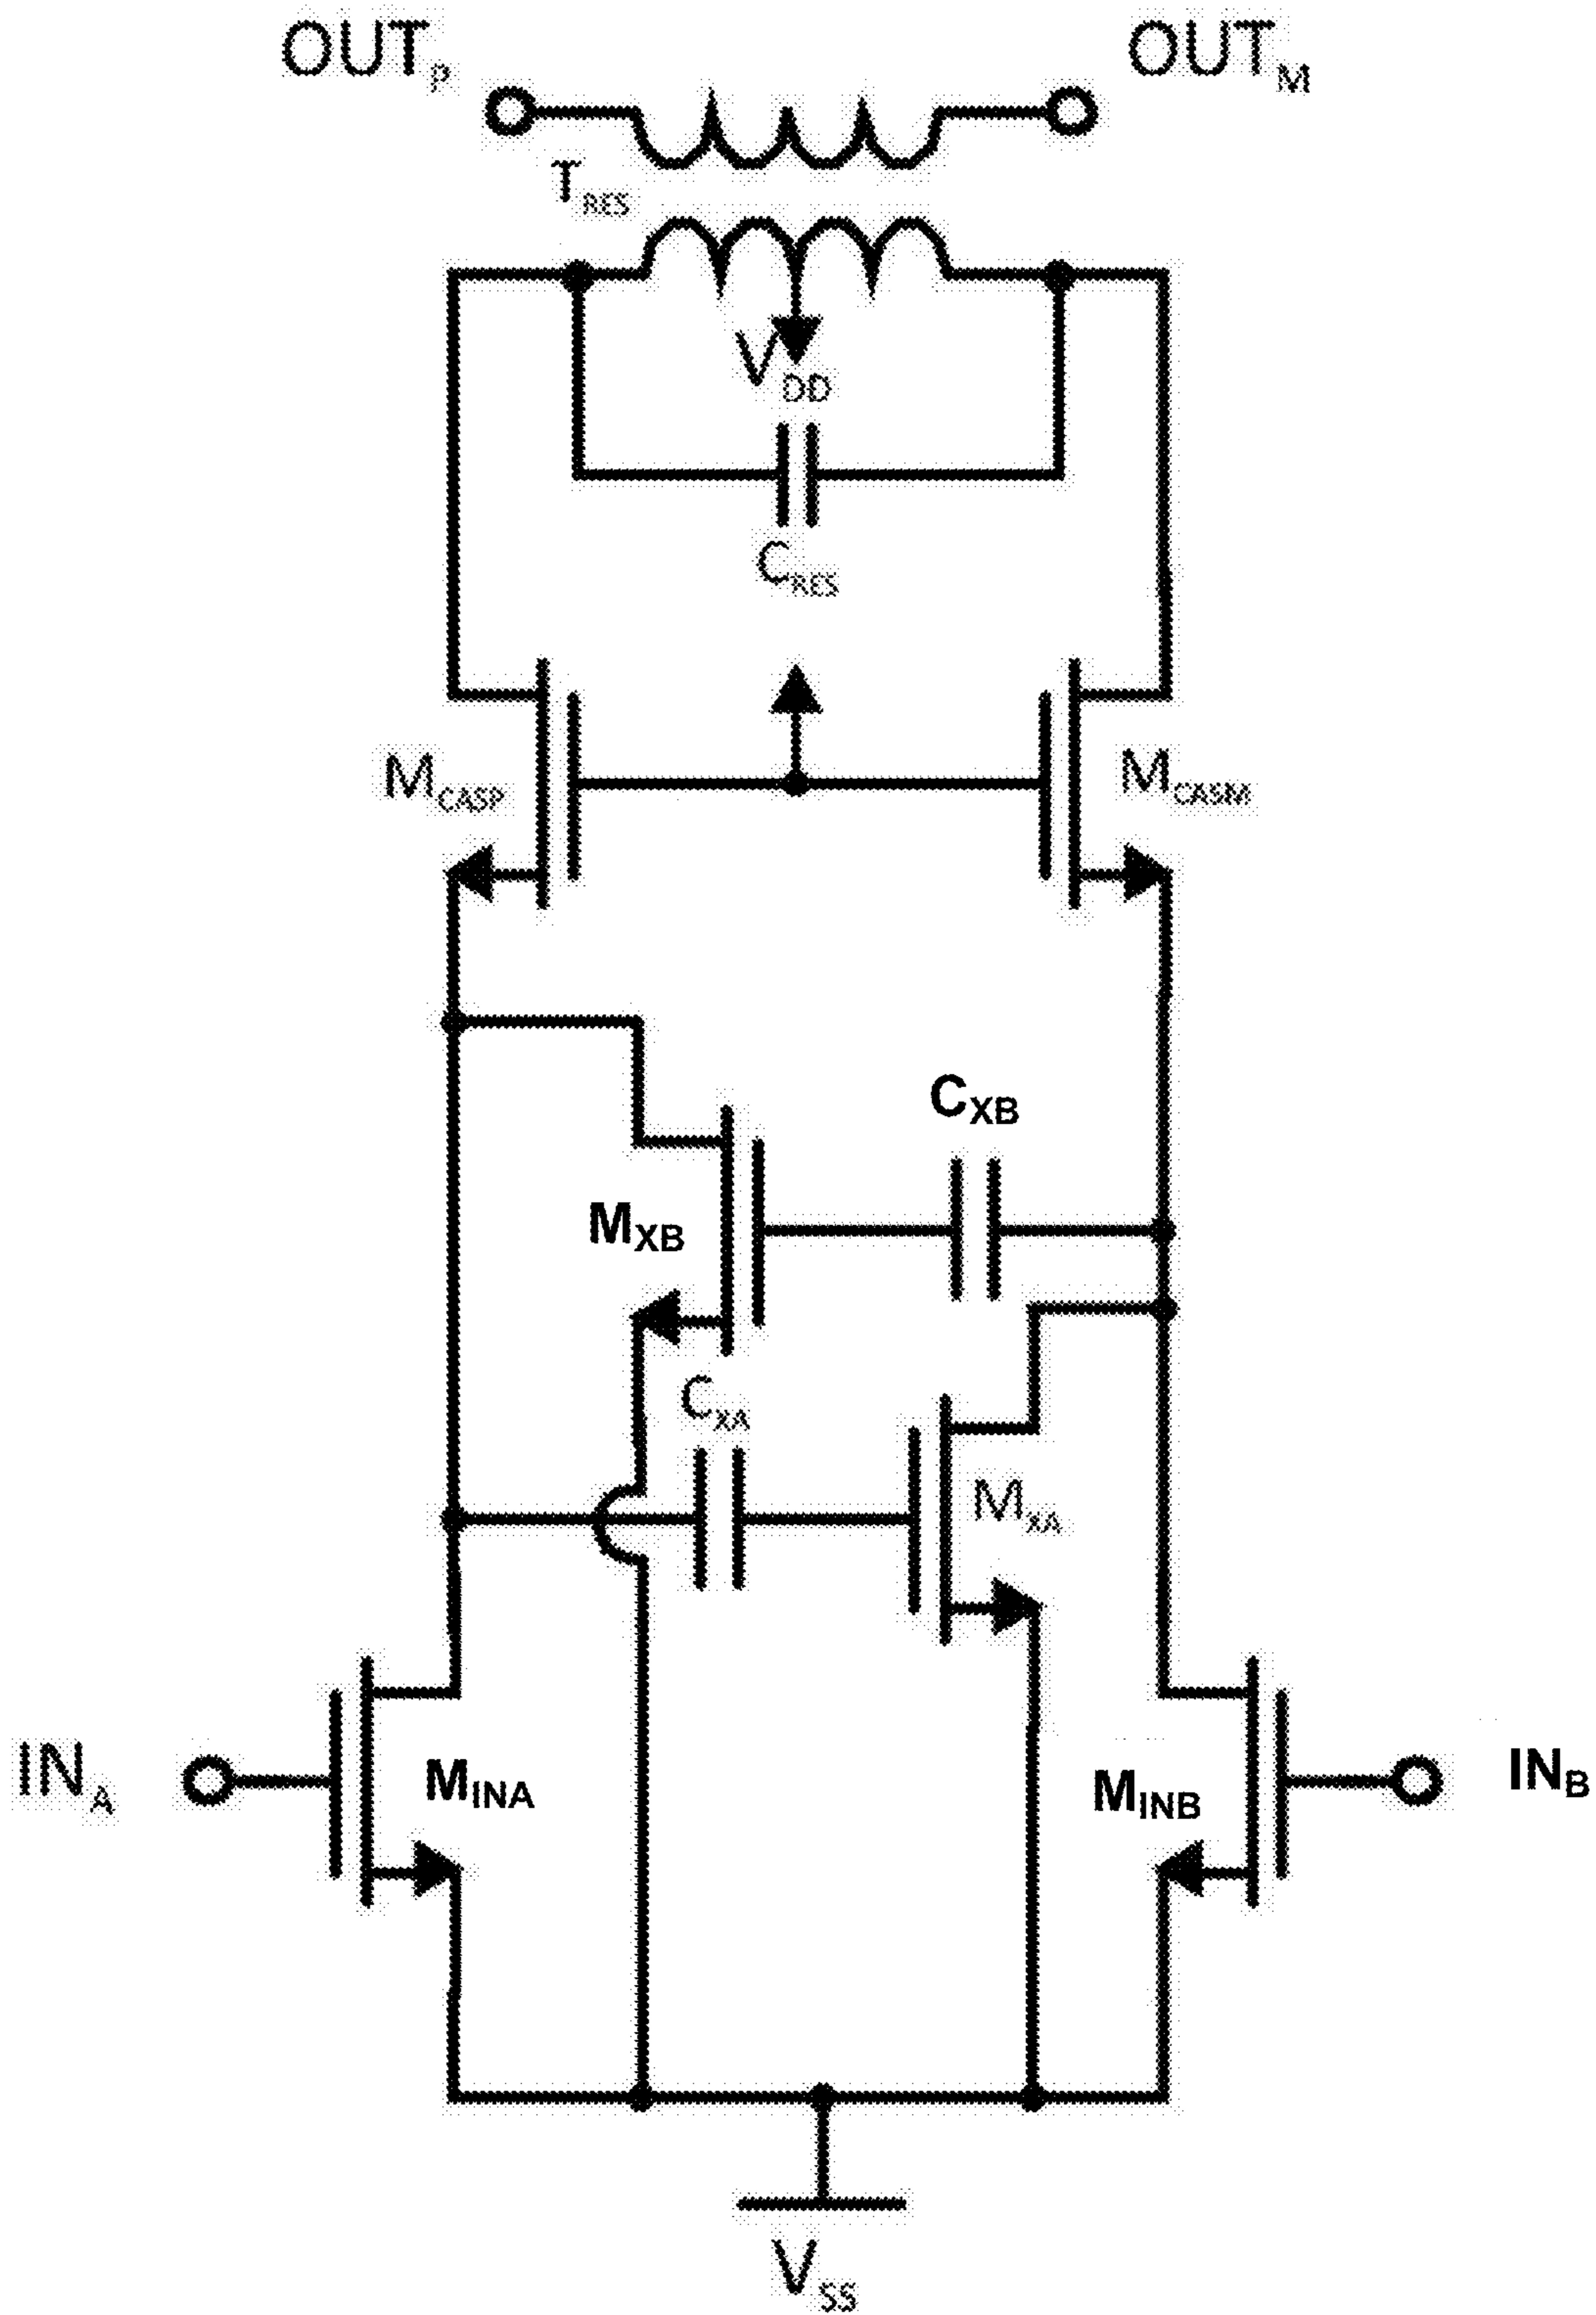 OUTP
OUTM
TRES
VDD
CRES
MCASP
MCASM
CXB
MXB
CXA
MXA
INA
MINA
MINB
INB
VSS